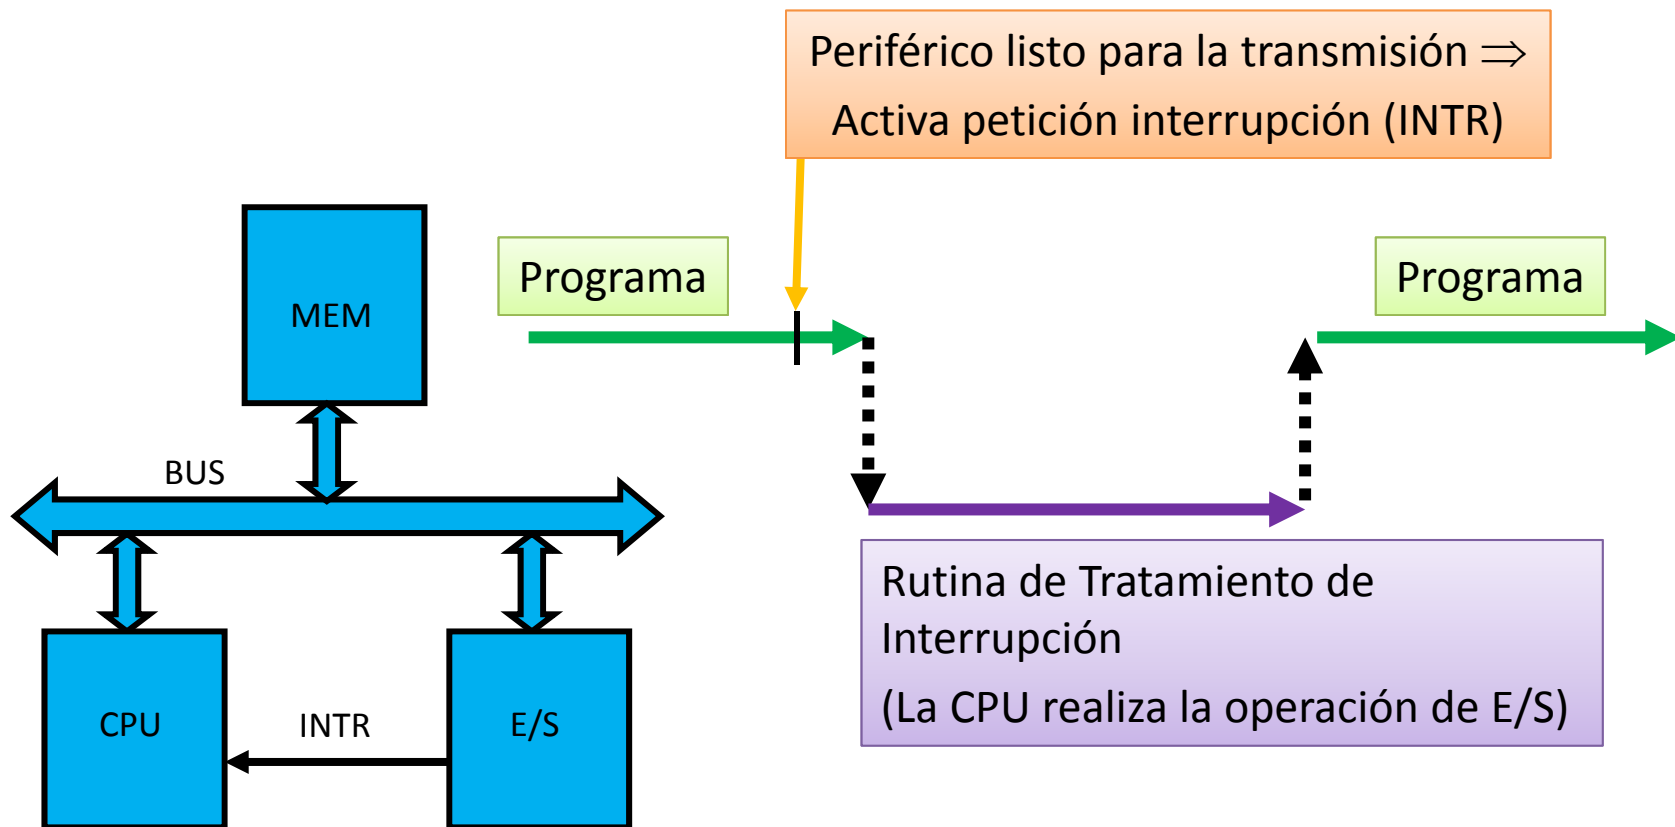 Periférico listo para la transmisión ⇒
Activa petición interrupción (INTR)
Programa
Programa
MEM
BUS
Rutina de Tratamiento de
Interrupción
(La CPU realiza la operación de E/S)
CPU
INTR
E/S